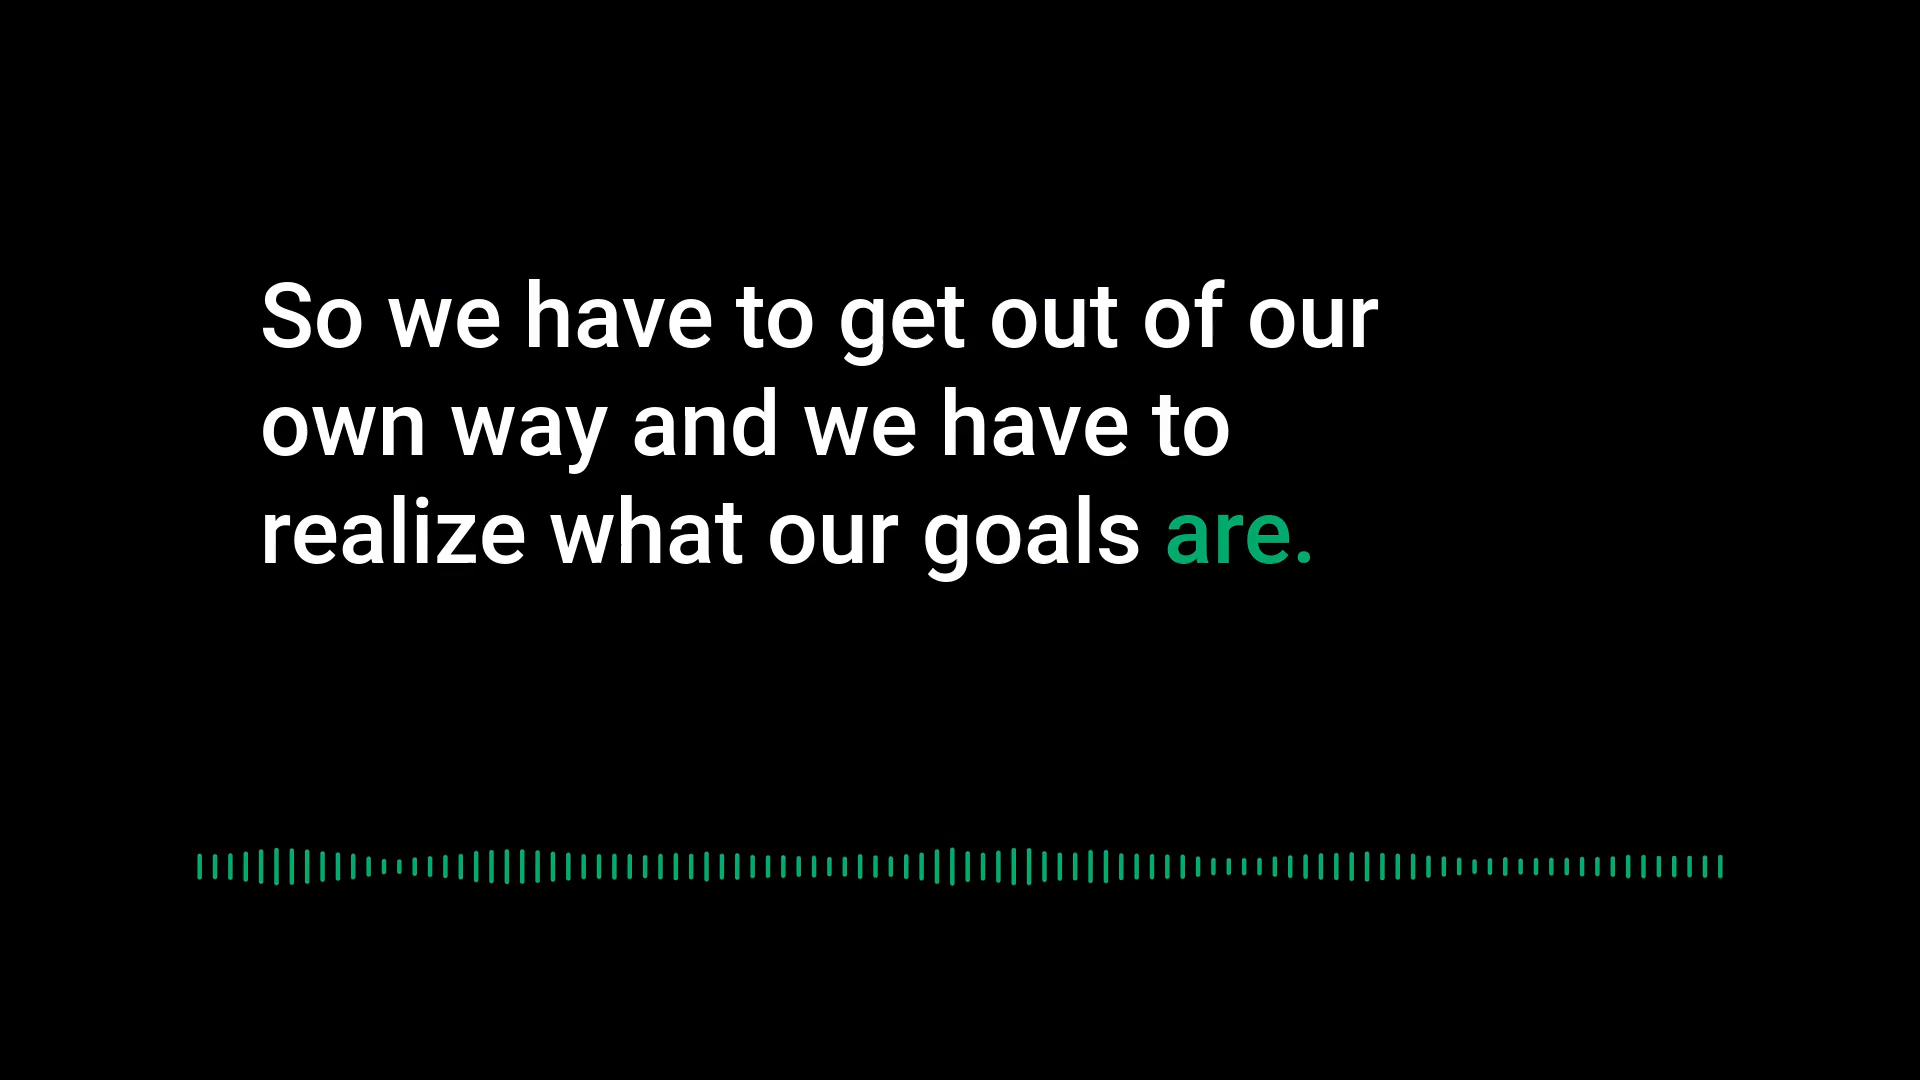 So we have to get out of our
own way and we have to
realize what our goals are.